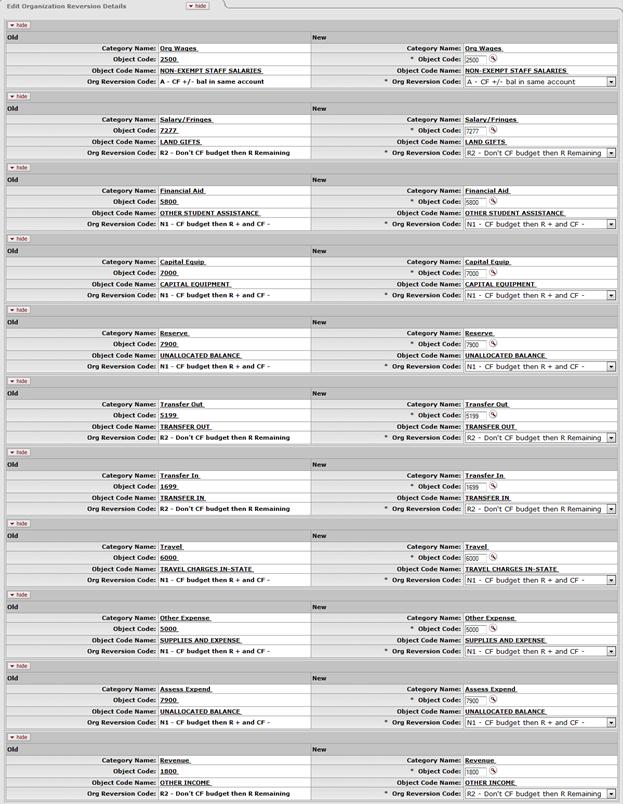 Edit Organization Reversion Details ▼ hide
▼ hide
Old New
Category Name: Org Wages Category Name: Org Wages
Object Code: 2500 * Object Code: 2500
Object Code Name: NON-EXEMPT STAFF SALARIES Object Code Name: NON-EXEMPT STAFF SALARIES
Org Reversion Code: A - CF +/- bal in same account * Org Reversion Code: A - CF +/- bal in same account
▼ hide
Old New
Category Name: Salary/Fringes Category Name: Salary/Fringes
Object Code: 7277 * Object Code: 7277
Object Code Name: LAND GIFTS Object Code Name: LAND GIFTS
Org Reversion Code: R2 - Don't CF budget then R Remaining * Org Reversion Code: R2 - Don't CF budget then R Remaining
▼ hide
Old New
Category Name: Financial Aid Category Name: Financial Aid
Object Code: 5800 * Object Code: 5800
Object Code Name: OTHER STUDENT ASSISTANCE Object Code Name: OTHER STUDENT ASSISTANCE
Org Reversion Code: N1 - CF budget then R + and CF - * Org Reversion Code: N1 - CF budget then R + and CF -
▼ hide
Old New
Category Name: Capital Equip Category Name: Capital Equip
Object Code: 7000 * Object Code: 7000
Object Code Name: CAPITAL EQUIPMENT Object Code Name: CAPITAL EQUIPMENT
Org Reversion Code: N1 - CF budget then R + and CF - * Org Reversion Code: N1 - CF budget then R + and CF -
▼ hide
Old New
Category Name: Reserve Category Name: Reserve
Object Code: 7900 * Object Code: 7900
Object Code Name: UNALLOCATED BALANCE Object Code Name: UNALLOCATED BALANCE
Org Reversion Code: N1 - CF budget then R + and CF - * Org Reversion Code: N1 - CF budget then R + and CF -
▼ hide
Old New
Category Name: Transfer Out Category Name: Transfer Out
Object Code: 5199 * Object Code: 5199
Object Code Name: TRANSFER OUT Object Code Name: TRANSFER OUT
Org Reversion Code: R2 - Don't CF budget then R Remaining * Org Reversion Code: R2 - Don't CF budget then R Remaining
▼ hide
Old New
Category Name: Transfer In Category Name: Transfer In
Object Code: 1699 * Object Code: 1699
Object Code Name: TRANSFER IN Object Code Name: TRANSFER IN
Org Reversion Code: R2 - Don't CF budget then R Remaining * Org Reversion Code: R2 - Don't CF budget then R Remaining
▼ hide
Old New
Category Name: Travel Category Name: Travel
Object Code: 6000 * Object Code: 6000
Object Code Name: TRAVEL CHARGES IN-STATE Object Code Name: TRAVEL CHARGES IN-STATE
Org Reversion Code: N1 - CF budget then R + and CF - * Org Reversion Code: N1 - CF budget then R + and CF -
▼ hide
Old New
Category Name: Other Expense Category Name: Other Expense
Object Code: 5000 * Object Code: 5000
Object Code Name: SUPPLIES AND EXPENSE Object Code Name: SUPPLIES AND EXPENSE
Org Reversion Code: N1 - CF budget then R + and CF - * Org Reversion Code: N1 - CF budget then R + and CF -
▼ hide
Old New
Category Name: Assess Expend Category Name: Assess Expend
Object Code: 7900 * Object Code: 7900
Object Code Name: UNALLOCATED BALANCE Object Code Name: UNALLOCATED BALANCE
Org Reversion Code: N1 - CF budget then R + and CF - * Org Reversion Code: N1 - CF budget then R + and CF -
▼ hide
Old New
Category Name: Revenue Category Name: Revenue
Object Code: 1800 * Object Code: 1800
Object Code Name: OTHER INCOME Object Code Name: OTHER INCOME
Org Reversion Code: R2 - Don't CF budget then R Remaining * Org Reversion Code: R2 - Don't CF budget then R Remaining